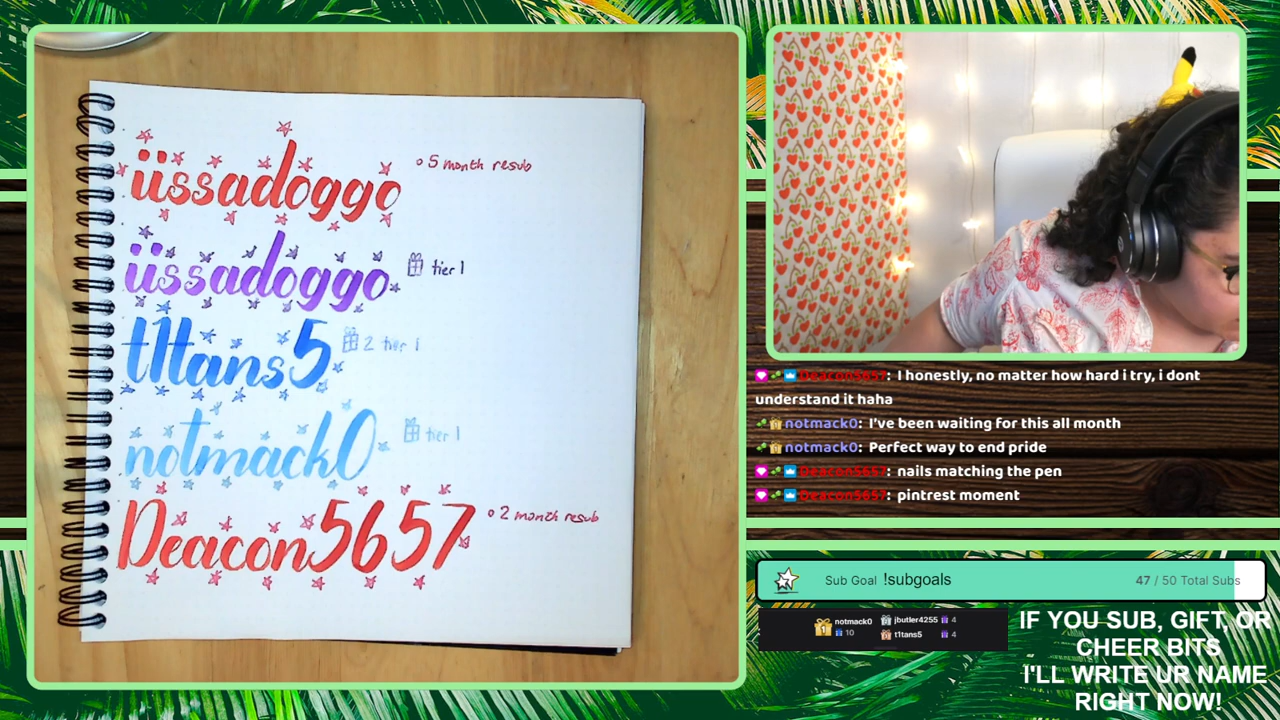 iissadoggo
5 month resub
iissadoggo
tier 1
t1tans5
2 tier 1
notmack0
tier 1
Deacon5657
2 month resub
Deacon5657: I honestly, no matter how hard i try, i dont
understand it haha
notmack0: I've been waiting for this all month
notmack0: Perfect way to end pride
Deacon5657: nails matching the pen
Deacon5657: pintrest moment
Sub Goal !subgoals 47 / 50 Total Subs
1 notmack0 10
jbutler4255 4
t1tans5 4
IF YOU SUB, GIFT, OR
CHEER BITS
I'LL WRITE UR NAME
RIGHT NOW!